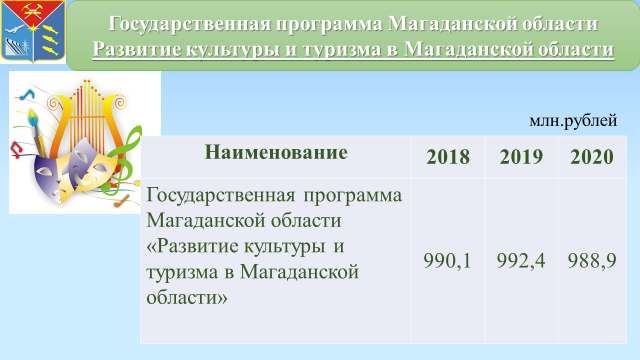 Государственная программа Магаданской области
Развитие культуры и туризма в Магаданской области
млн.рублей
Наименование 2018 2019 2020
Государственная программа
Магаданской области
«Развитие культуры и
туризма в Магаданской
области»
990,1 992,4 988,9